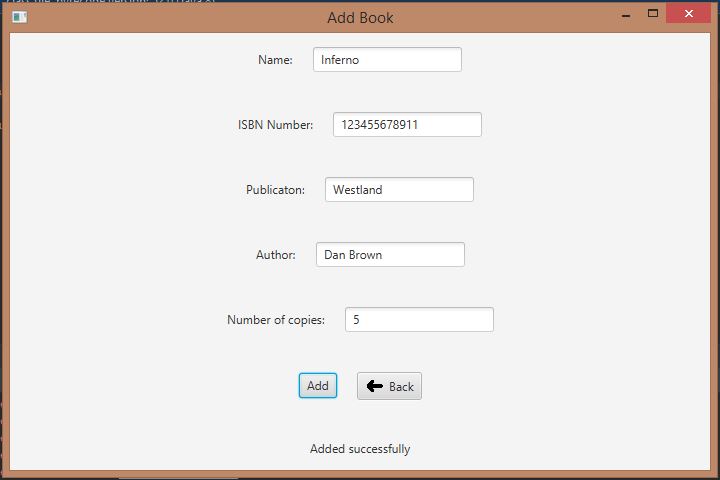 Add Book
Name: Inferno
ISBN Number: 123455678911
Publicaton: Westland
Author: Dan Brown
Number of copies: 5
Add Back
Added successfully